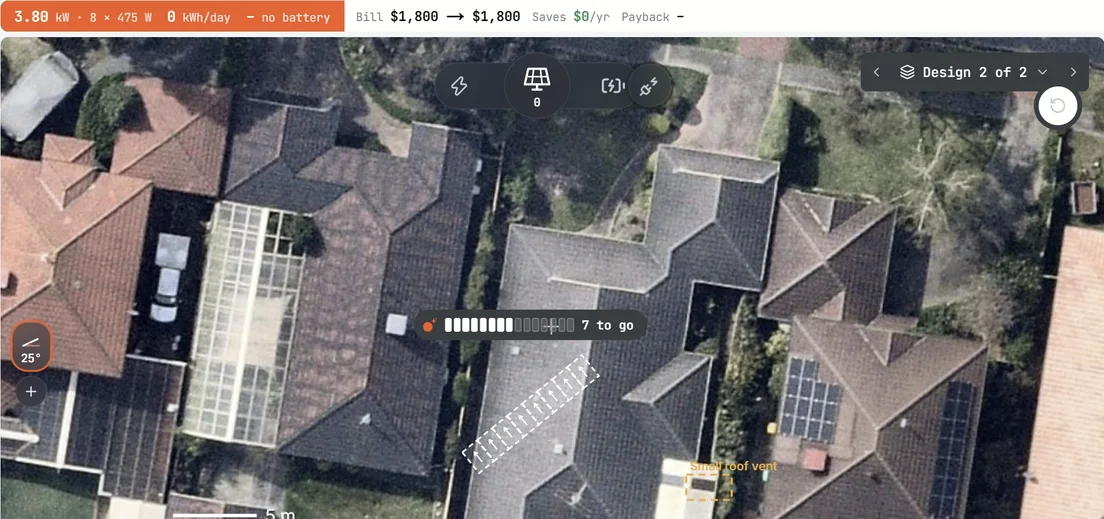 3.80 kW · 8 × 475 W 0 kWh/day – no battery Bill $1,800 → $1,800 Saves $0/yr Payback –
0
Design 2 of 2
7 to go
25°
+
Small roof vent
5 m